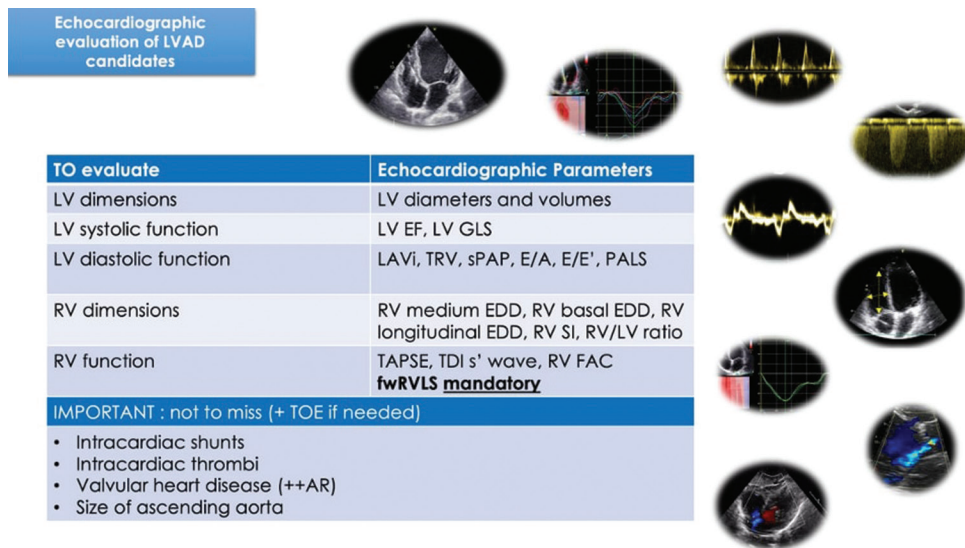 Echocardiographic
evaluation of LVAD
candidates
TO evaluate
Echocardiographic Parameters
LV dimensions
LV diameters and volumes
LV systolic function
LV EF, LV GLS
LV diastolic function
LAVi, TRV, sPAP, E/A, E/E', PALS
RV dimensions
RV medium EDD, RV basal EDD, RV
longitudinal EDD, RV SI, RV/LV ratio
RV function
TAPSE, TDI s' wave, RV FAC
fwRVLS mandatory
IMPORTANT : not to miss (+ TOE if needed)
• Intracardiac shunts
• Intracardiac thrombi
• Valvular heart disease (++AR)
• Size of ascending aorta